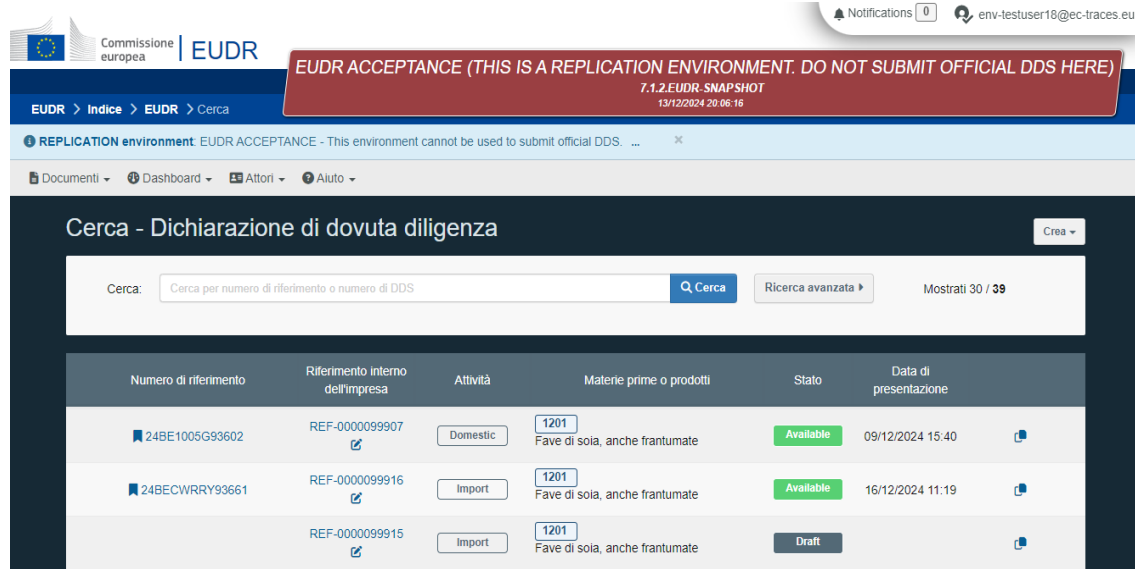 Notifications 0 env-testuser18@ec-traces.eu
Commissione
europea
EUDR
EUDR ACCEPTANCE (THIS IS A REPLICATION ENVIRONMENT. DO NOT SUBMIT OFFICIAL DDS HERE)
7.1.2.EUDR-SNAPSHOT
13/12/2024 20:06:16
EUDR > Indice > EUDR > Cerca
REPLICATION environment: EUDR ACCEPTANCE - This environment cannot be used to submit official DDS. ... ×
Documenti Dashboard Attori Aiuto
Cerca - Dichiarazione di dovuta diligenza
Crea
Cerca: Cerca per numero di riferimento o numero di DDS Cerca Ricerca avanzata Mostrati 30 / 39
Numero di riferimento Riferimento interno dell'impresa Attività Materie prime o prodotti Stato Data di presentazione
24BE1005G93602 REF-0000099907 Domestic 1201 Available 09/12/2024 15:40
Fave di soia, anche frantumate
24BECWRRY93661 REF-0000099916 Import 1201 Available 16/12/2024 11:19
Fave di soia, anche frantumate
REF-0000099915 Import 1201 Draft
Fave di soia, anche frantumate